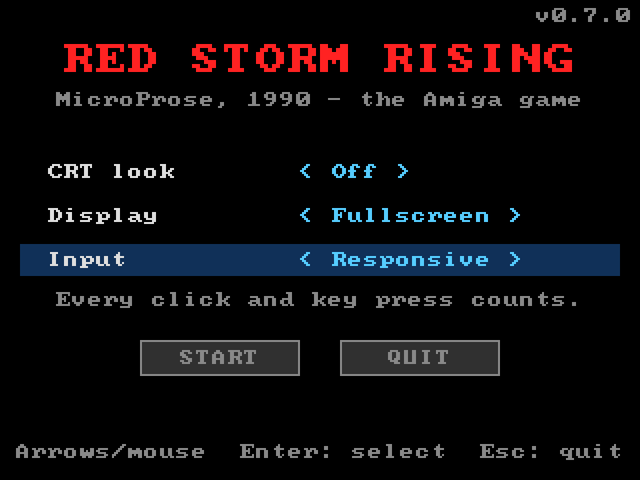 v0.7.0
RED STORM RISING
MicroProse, 1990 - the Amiga game
CRT look < Off >
Display < Fullscreen >
Input < Responsive >
Every click and key press counts.
START QUIT
Arrows/mouse Enter: select Esc: quit